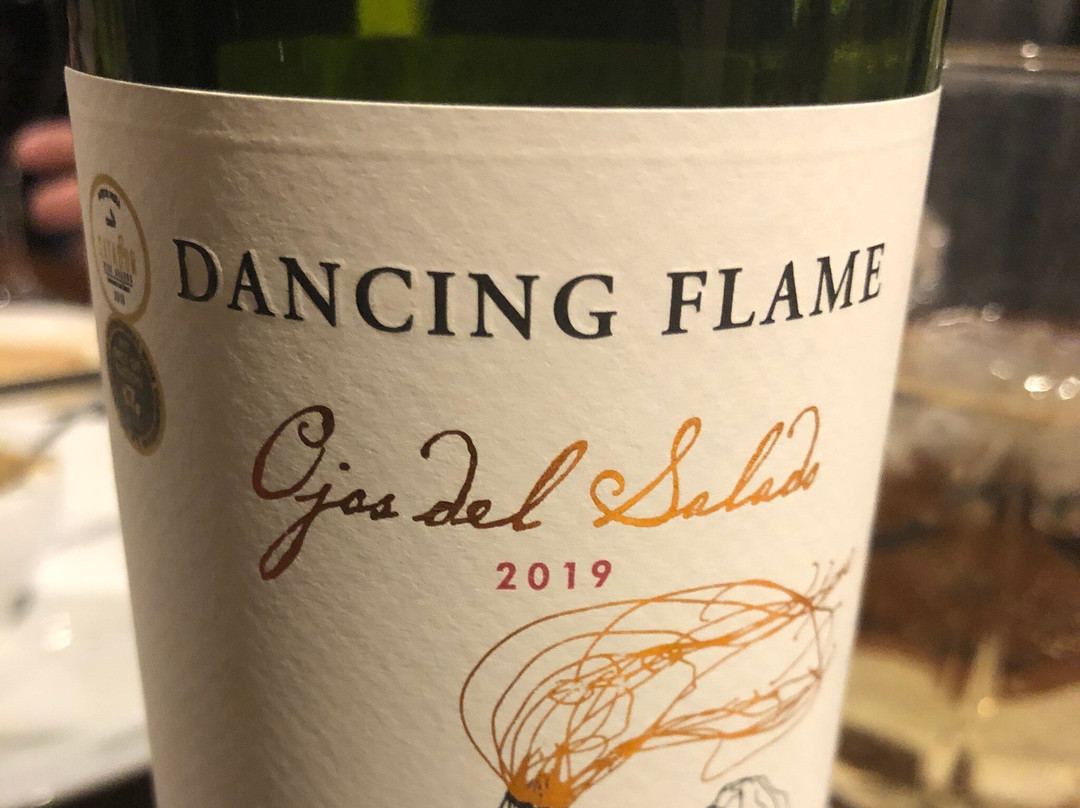 DANCING FLAME
Ojos del Salado
2019